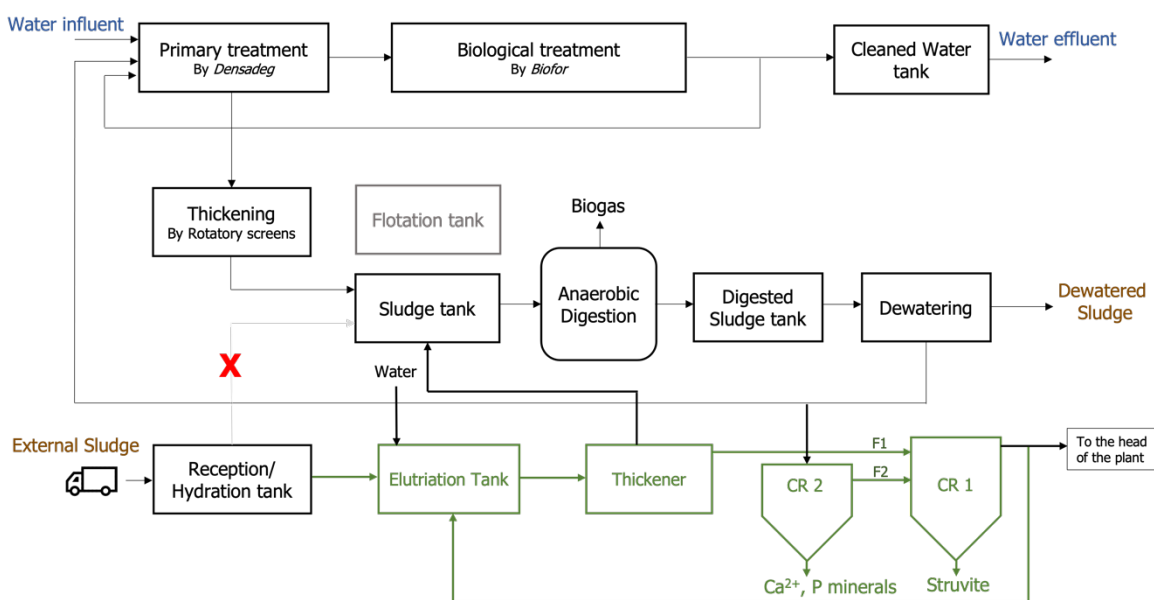 Water influent
Primary treatment
By Densadeg
Biological treatment
By Biofor
Cleaned Water
tank
Water effluent
Thickening
By Rotatory screens
Flotation tank
Biogas
Sludge tank
Anaerobic
Digestion
Digested
Sludge tank
Dewatering
Dewatered
Sludge
X
Water
External Sludge
Reception/
Hydration tank
Elutriation Tank
Thickener
F1
F2
CR 2
CR 1
To the head
of the plant
Ca²⁺, P minerals
Struvite